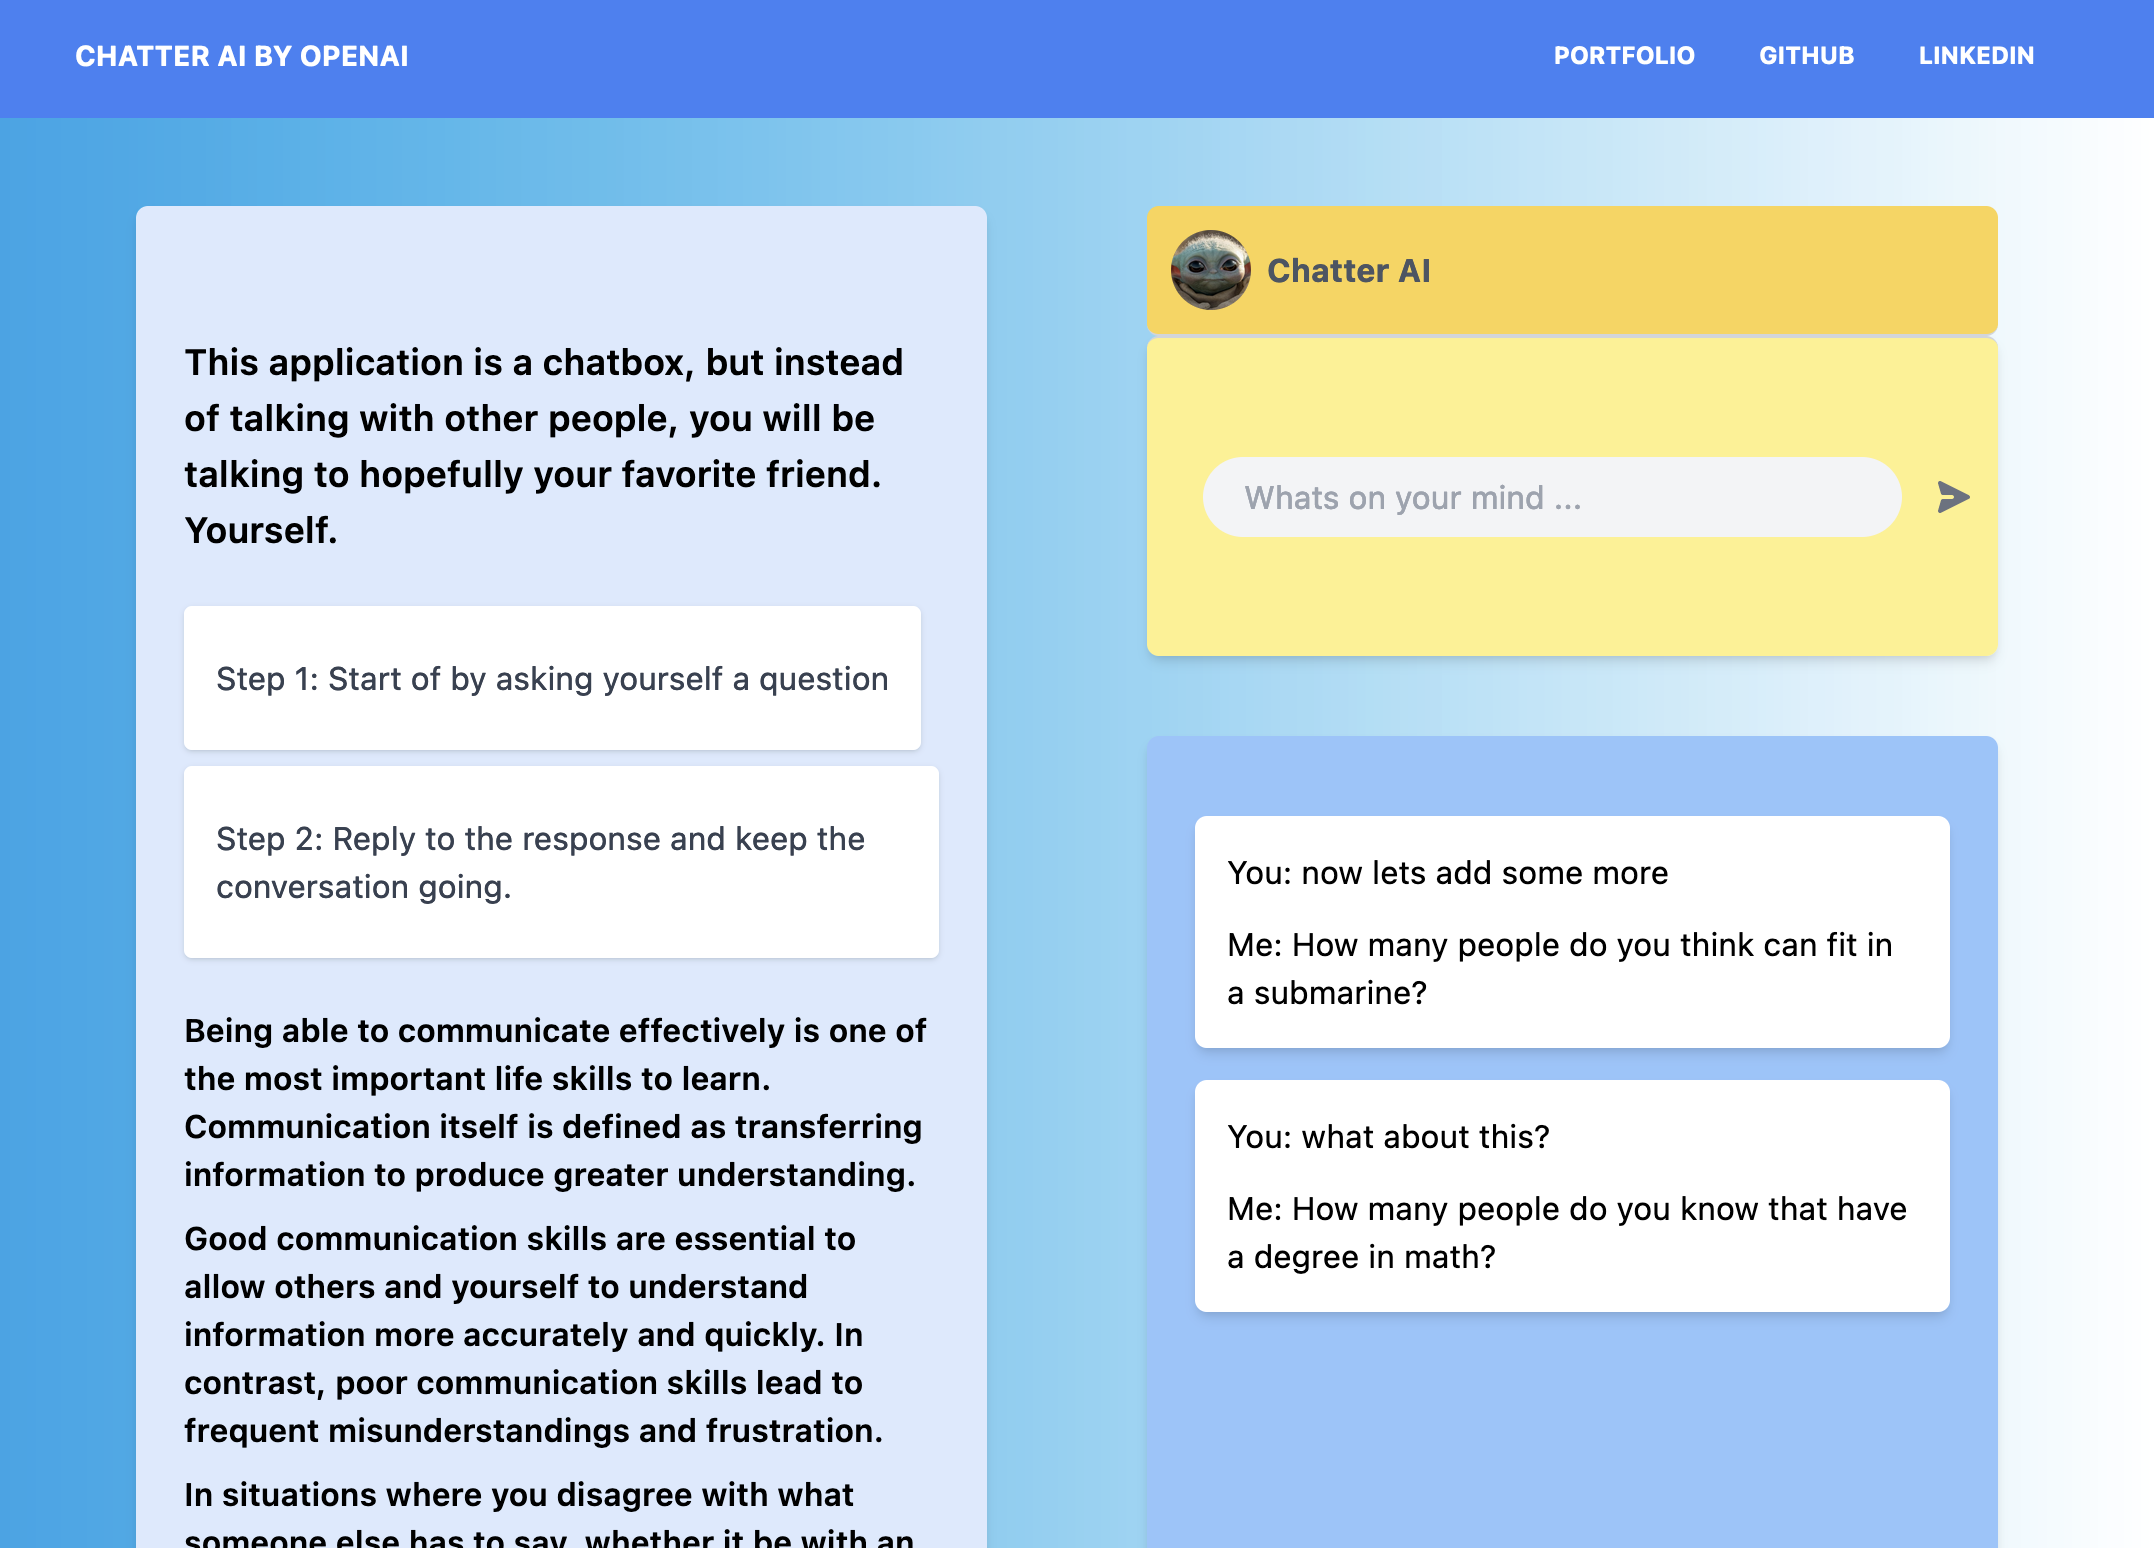 CHATTER AI BY OPENAI
PORTFOLIO
GITHUB
LINKEDIN
This application is a chatbox, but instead
of talking with other people, you will be
talking to hopefully your favorite friend.
Yourself.
Step 1: Start of by asking yourself a question
Step 2: Reply to the response and keep the
conversation going.
Being able to communicate effectively is one of
the most important life skills to learn.
Communication itself is defined as transferring
information to produce greater understanding.
Good communication skills are essential to
allow others and yourself to understand
information more accurately and quickly. In
contrast, poor communication skills lead to
frequent misunderstandings and frustration.
In situations where you disagree with what
someone else has to say, whether it be with an
Chatter AI
Whats on your mind ...
You: now lets add some more
Me: How many people do you think can fit in
a submarine?
You: what about this?
Me: How many people do you know that have
a degree in math?